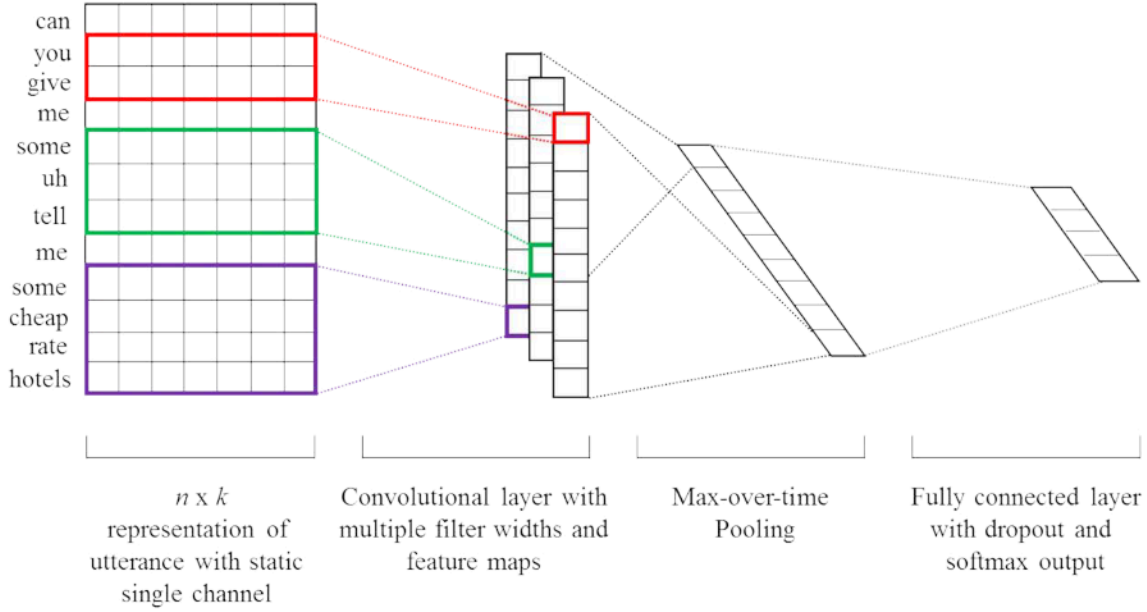 can
you
give
me
some
uh
tell
me
some
cheap
rate
hotels
n x k
representation of
utterance with static
single channel
Convolutional layer with
multiple filter widths and
feature maps
Max-over-time
Pooling
Fully connected layer
with dropout and
softmax output